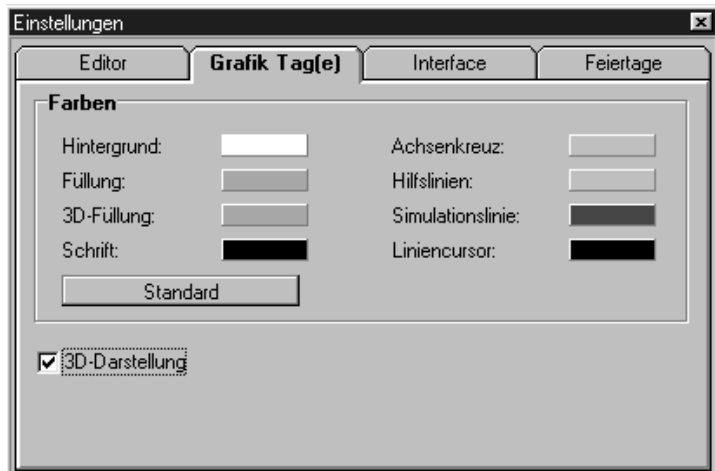 Einstellungen
Editor Grafik Tag(e) Interface Feiertage
Farben
Hintergrund: Achsenkreuz:
Füllung: Hilfslinien:
3D-Füllung: Simulationslinie:
Schrift: Liniencursor:
Standard
3D-Darstellung